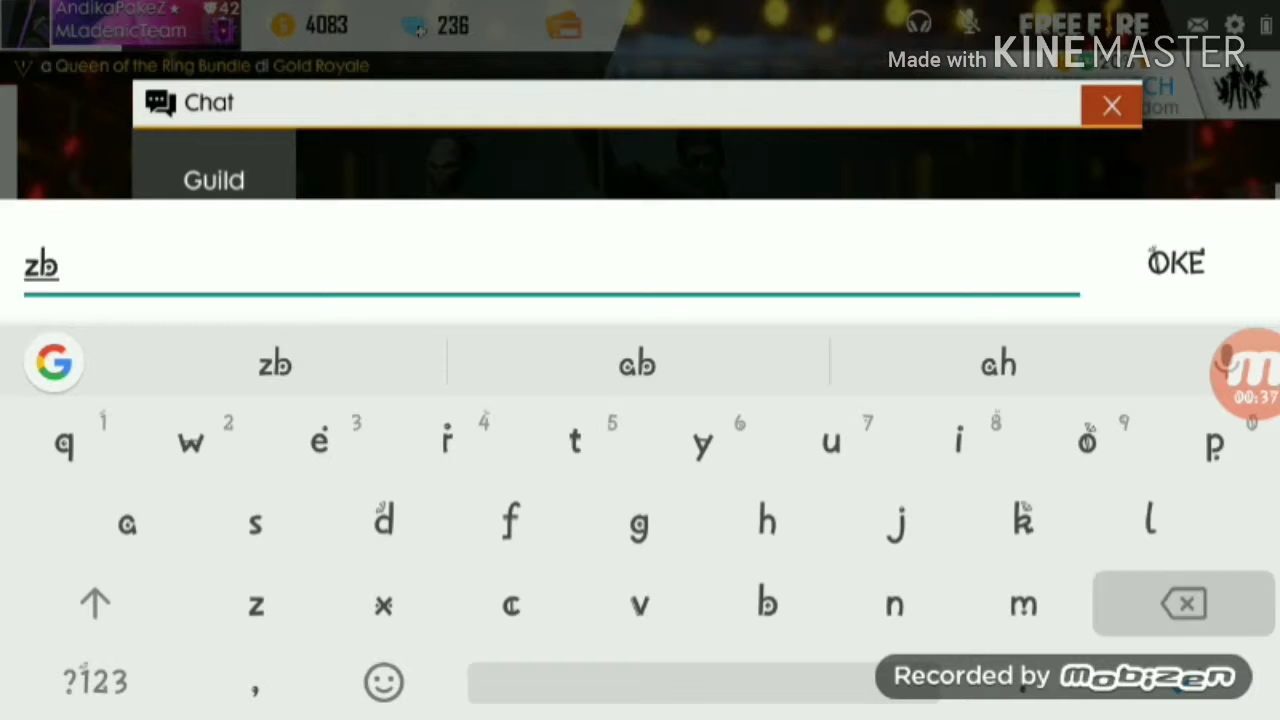 AndikaPakeZ★ 42
MLadenicTeam
4083
236
FREE FIRE
Made with KINEMASTER
a Queen of the Ring Bundle di Gold Royale
CH
dom
Chat
Guild
zb
OKE
zb ab ah
00:37
1 2 3 4 5 6 7 8 9 0
q w e r t y u i o p
a s d f g h j k l
z x c v b n m
?123 ,
Recorded by mobizen